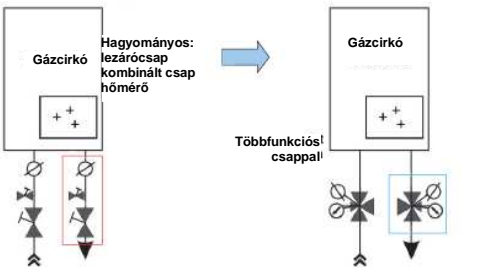 Gázcirkó
Hagyományos:
lezárócsap
kombinált csap
hőmérő
Gázcirkó
Többfunkciós
csappal